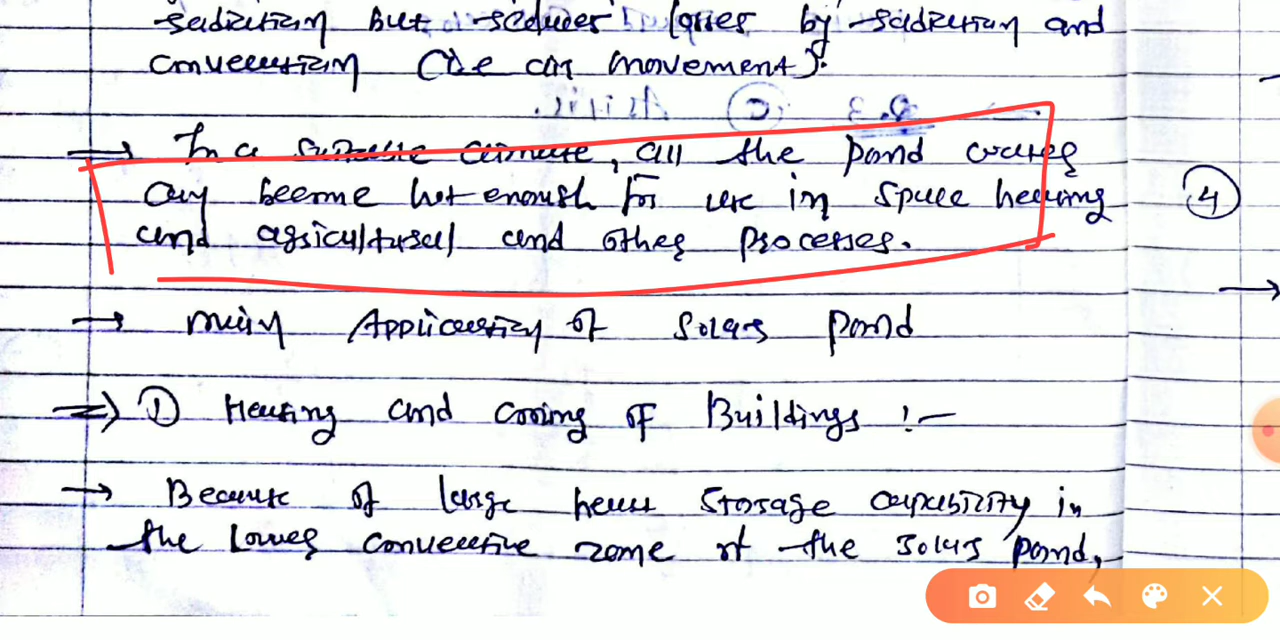 radiation But reduces losses by radiation and
convection (Like air movement).
Q.3
→ In a suitable climate, all the pond water
can become hot enough for use in space heating
and agricultural and other processes.
4
→ main Application of solar pond
⇒ ① Heating and cooling of Buildings :-
→ Because of large heat storage capability in
the Lower convective zone of the solar pond,